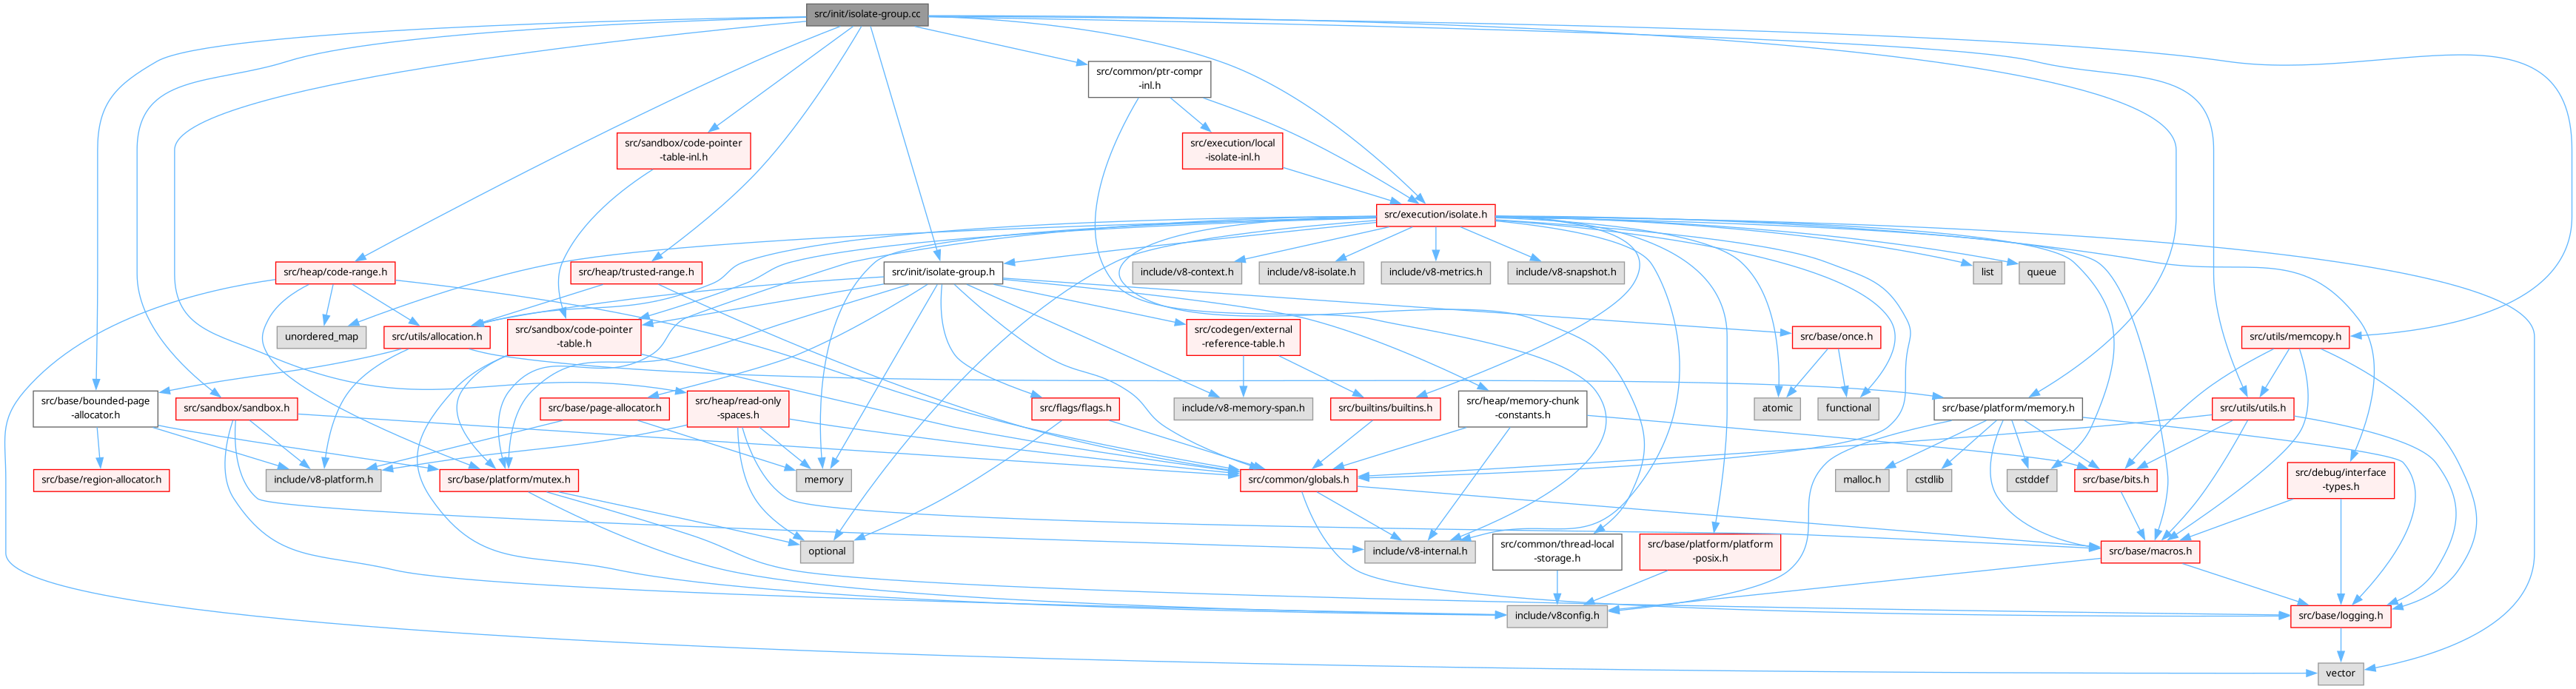 src/init/isolate-group.cc
src/common/ptr-compr
-inl.h
src/sandbox/code-pointer
-table-inl.h
src/execution/local
-isolate-inl.h
src/execution/isolate.h
src/heap/code-range.h
src/heap/trusted-range.h
src/init/isolate-group.h
include/v8-context.h
include/v8-isolate.h
include/v8-metrics.h
include/v8-snapshot.h
list
queue
unordered_map
src/utils/allocation.h
src/sandbox/code-pointer
-table.h
src/codegen/external
-reference-table.h
src/base/once.h
src/utils/memcopy.h
src/base/bounded-page
-allocator.h
src/sandbox/sandbox.h
src/base/page-allocator.h
src/heap/read-only
-spaces.h
src/flags/flags.h
include/v8-memory-span.h
src/builtins/builtins.h
src/heap/memory-chunk
-constants.h
atomic
functional
src/base/platform/memory.h
src/utils/utils.h
src/base/region-allocator.h
include/v8-platform.h
src/base/platform/mutex.h
memory
src/common/globals.h
malloc.h
cstdlib
cstddef
src/base/bits.h
src/debug/interface
-types.h
optional
include/v8-internal.h
src/common/thread-local
-storage.h
src/base/platform/platform
-posix.h
src/base/macros.h
include/v8config.h
src/base/logging.h
vector